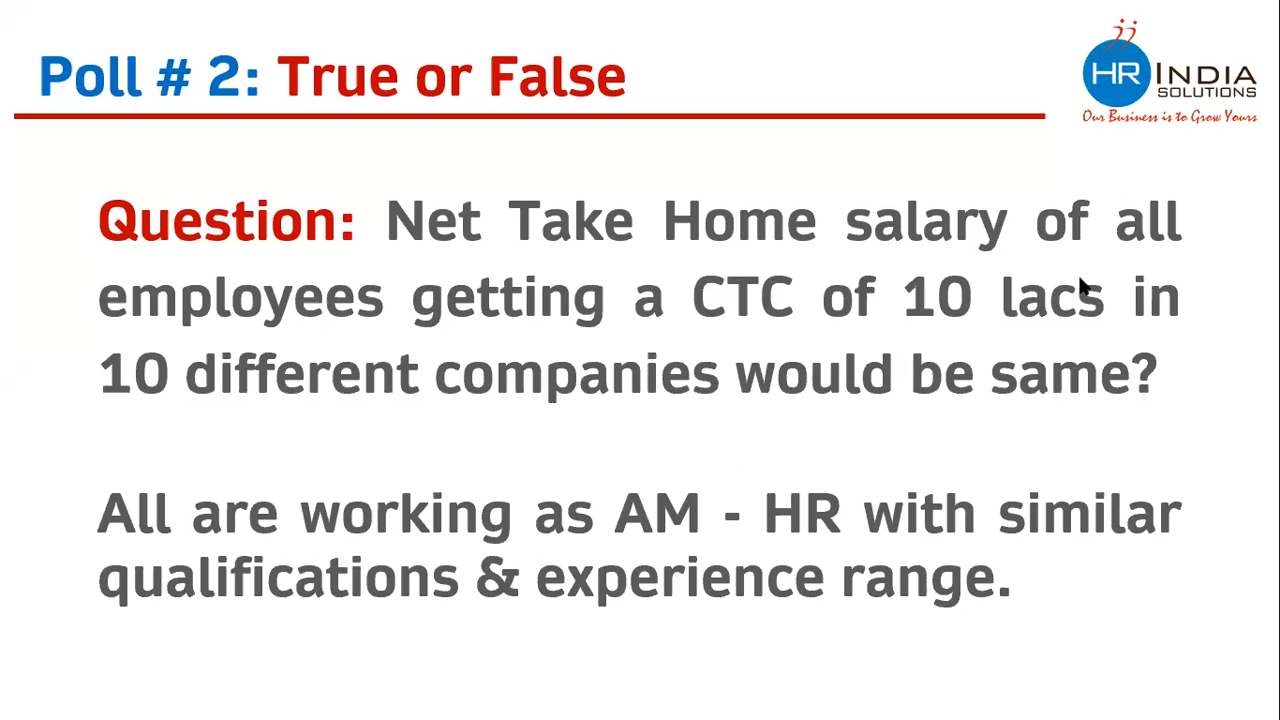 Poll # 2: True or False
HR INDIA
SOLUTIONS
Our Business is to Grow Yours
Question: Net Take Home salary of all
employees getting a CTC of 10 lacs in
10 different companies would be same?
All are working as AM - HR with similar
qualifications & experience range.